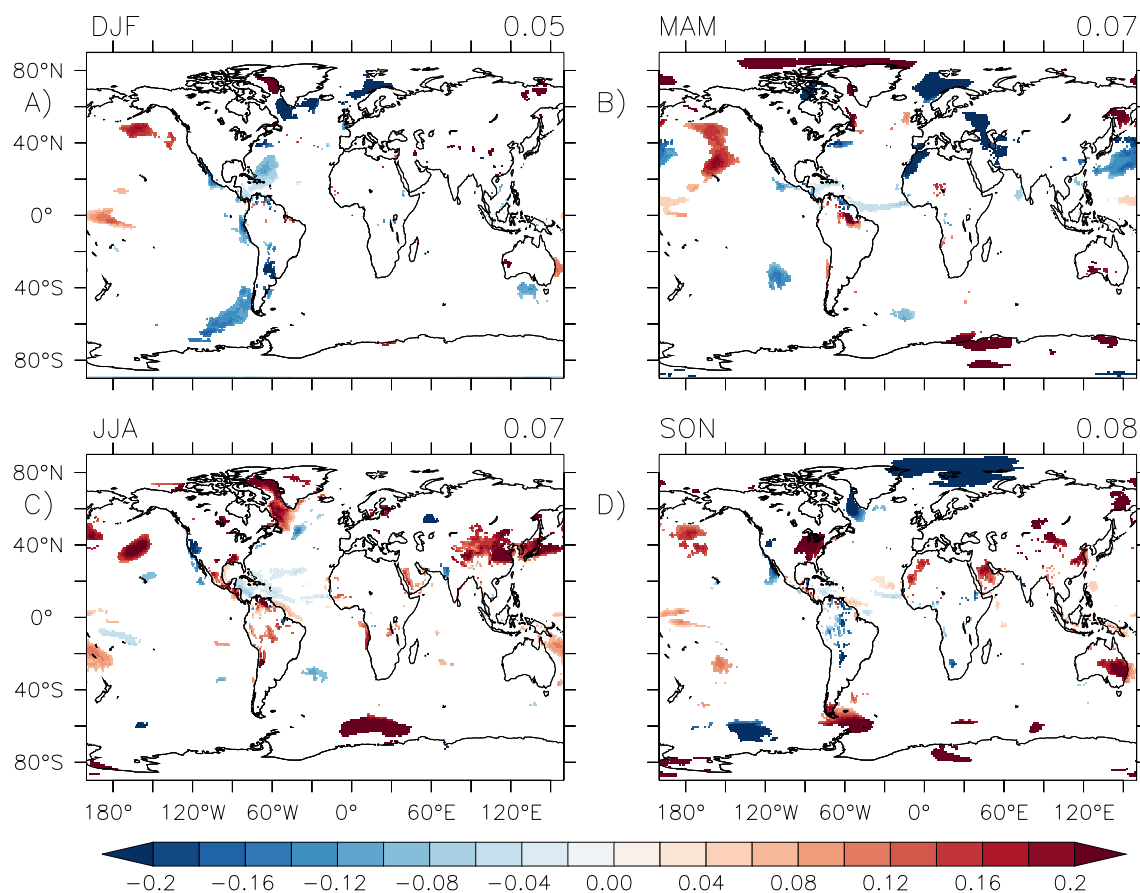 DJF 0.05 MAM 0.07
80°N
A) B)
40°N
0°
40°S
80°S
JJA 0.07 SON 0.08
80°N
C) D)
40°N
0°
40°S
80°S
180° 120°W 60°W 0° 60°E 120°E 180° 120°W 60°W 0° 60°E 120°E
−0.2 −0.16 −0.12 −0.08 −0.04 0.00 0.04 0.08 0.12 0.16 0.2